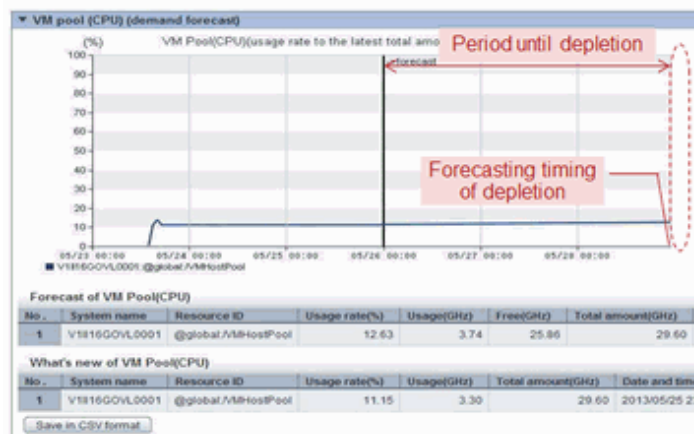 VM pool (CPU) (demand forecast)
(%) VM Pool(CPU)(usage rate to the latest total amo
Period until depletion
forecast
100
90
80
70
60
50
40
30
20
10
0
Forecasting timing
of depletion
05/23 00:00 05/24 00:00 05/25 00:00 05/26 00:00 05/27 00:00 05/28 00:00
V1II16GOVL0001:@global:/VMHostPool
Forecast of VM Pool(CPU)
No. System name Resource ID Usage rate(%) Usage(GHz) Free(GHz) Total amount(GHz)
1 V1II16GOVL0001 @global:/VMHostPool 12.63 3.74 25.86 29.60
What's new of VM Pool(CPU)
No. System name Resource ID Usage rate(%) Usage(GHz) Total amount(GHz) Date and tim
1 V1II16GOVL0001 @global:/VMHostPool 11.15 3.30 29.60 2013/05/25 2
Save in CSV format